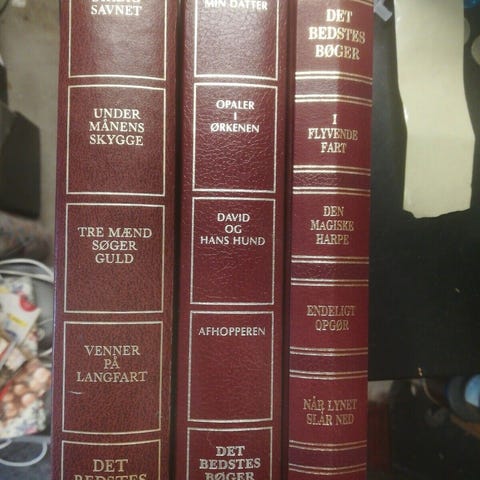 SAVNET
UNDER
MÅNENS
SKYGGE
TRE MÆND
SØGER
GULD
VENNER
PÅ
LANGFART
DET
BEDSTES
MIN DATTER
OPALER
I
ØRKENEN
DAVID
OG
HANS HUND
AFHOPPEREN
DET
BEDSTES
BØGER
DET
BEDSTES
BØGER
I
FLYVENDE
FART
DEN
MAGISKE
HARPE
ENDELIGT
OPGØR
NÅR LYNET
SLÅR NED